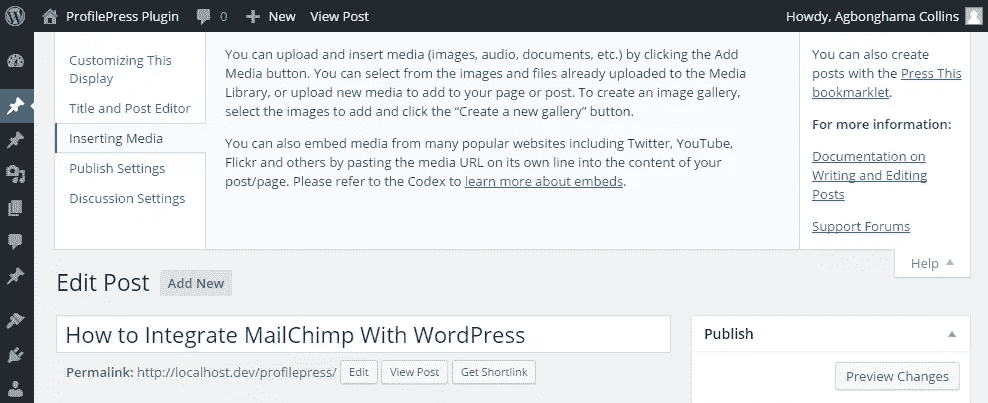 ProfilePress Plugin 0 New View Post Howdy, Agbonghama Collins
Customizing This
Display
Title and Post Editor
Inserting Media
Publish Settings
Discussion Settings
You can upload and insert media (images, audio, documents, etc.) by clicking the Add
Media button. You can select from the images and files already uploaded to the Media
Library, or upload new media to add to your page or post. To create an image gallery,
select the images to add and click the “Create a new gallery” button.
You can also embed media from many popular websites including Twitter, YouTube,
Flickr and others by pasting the media URL on its own line into the content of your
post/page. Please refer to the Codex to learn more about embeds.
You can also create
posts with the Press This
bookmarklet.
For more information:
Documentation on
Writing and Editing
Posts
Support Forums
Help
Edit Post Add New
How to Integrate MailChimp With WordPress
Permalink: http://localhost.dev/profilepress/ Edit View Post Get Shortlink
Publish
Preview Changes